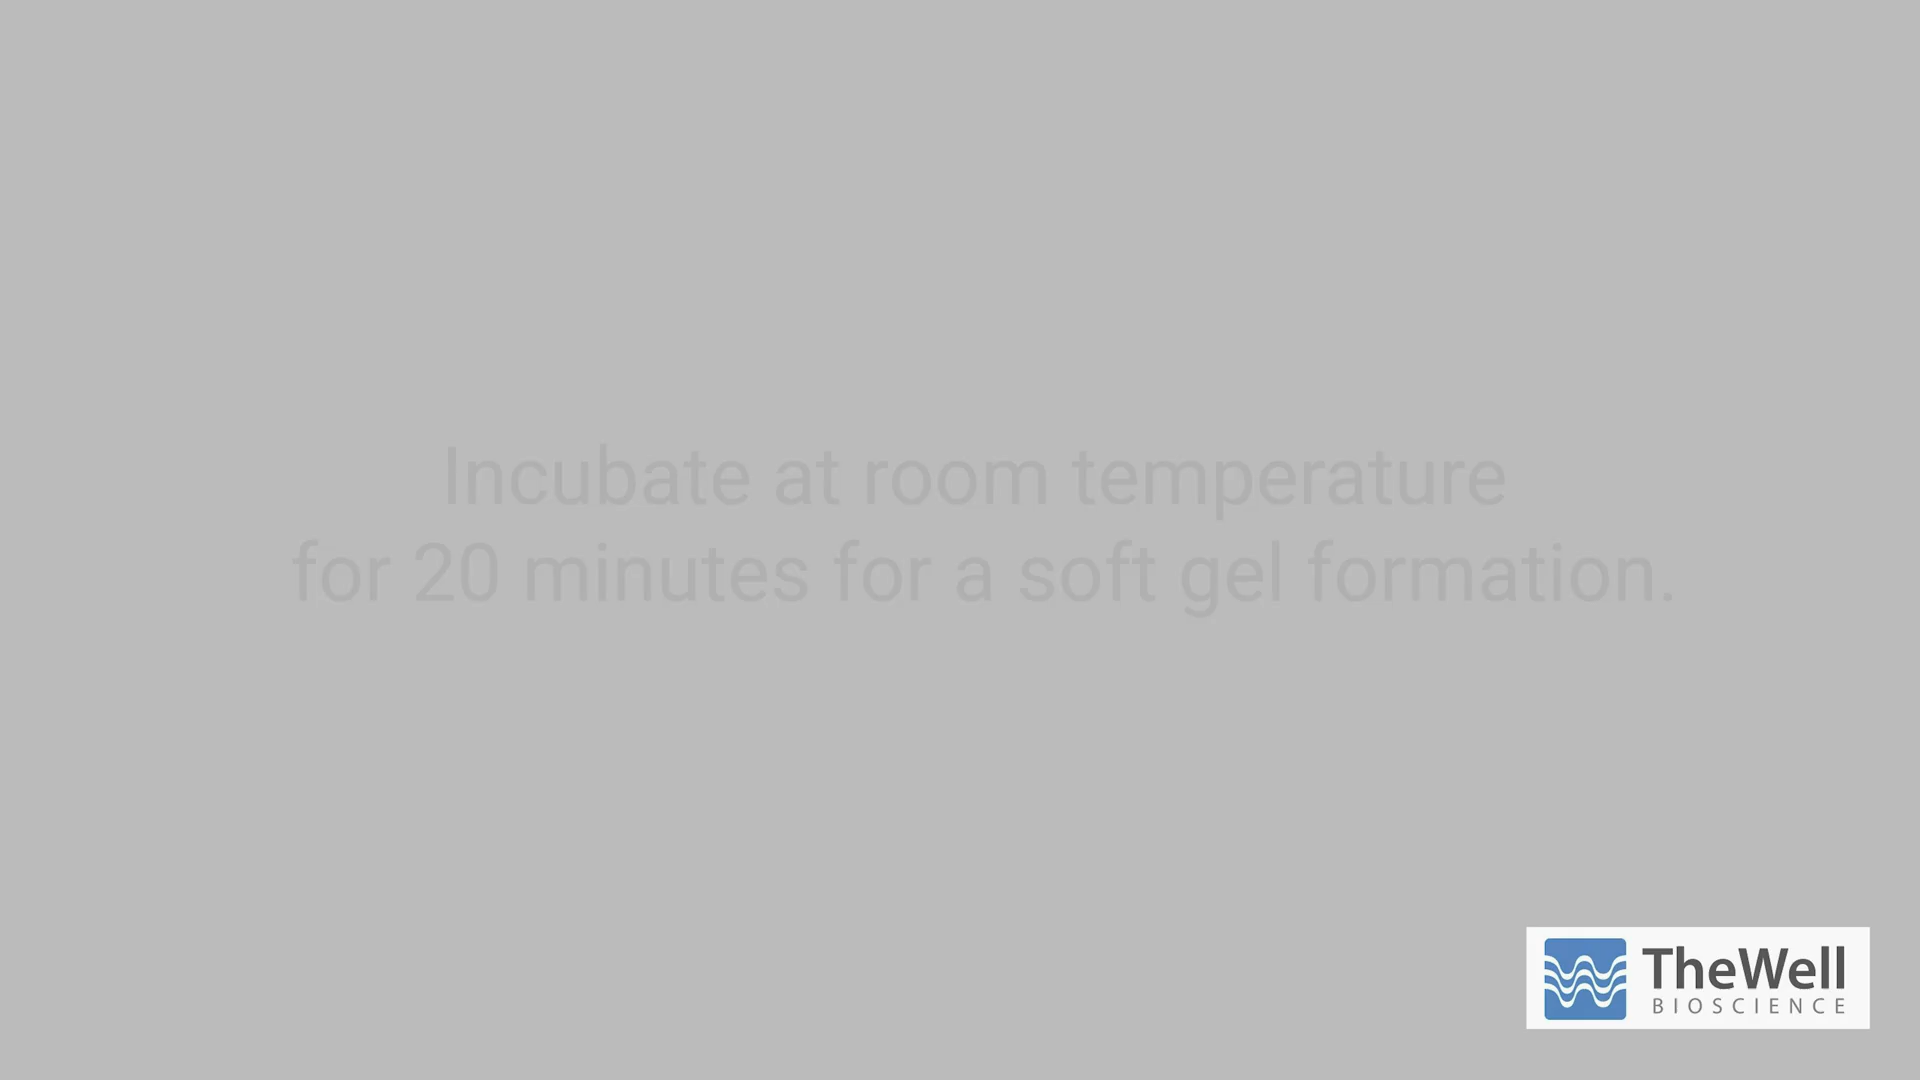 Incubate at room temperature
for 20 minutes for a soft gel formation.
TheWell
BIOSCIENCE